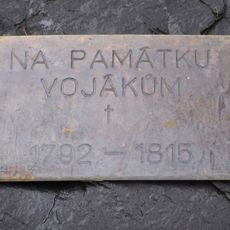 NA PAMÁTKU
VOJÁKŮM
†
1792 – 1815